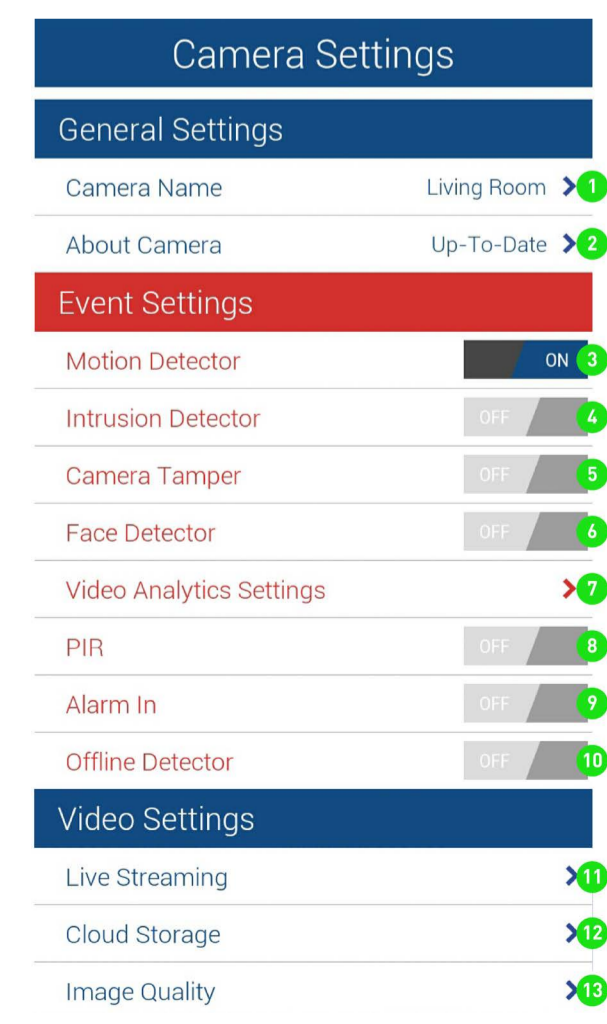 Camera Settings
General Settings
Camera Name Living Room 1
About Camera Up-To-Date 2
Event Settings
Motion Detector ON 3
Intrusion Detector OFF 4
Camera Tamper OFF 5
Face Detector OFF 6
Video Analytics Settings 7
PIR OFF 8
Alarm In OFF 9
Offline Detector OFF 10
Video Settings
Live Streaming 11
Cloud Storage 12
Image Quality 13